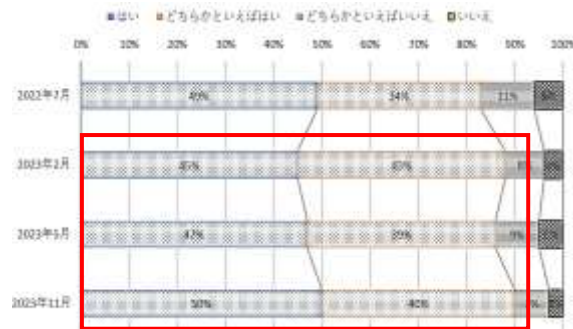 はい どちらかといえばはい どちらかといえばいいえ いいえ
0% 10% 20% 30% 40% 50% 60% 70% 80% 90% 100%
2022年7月 49% 34% 11%
2023年2月 45%
2023年5月 47% 39% 9%
2023年11月 50% 40%